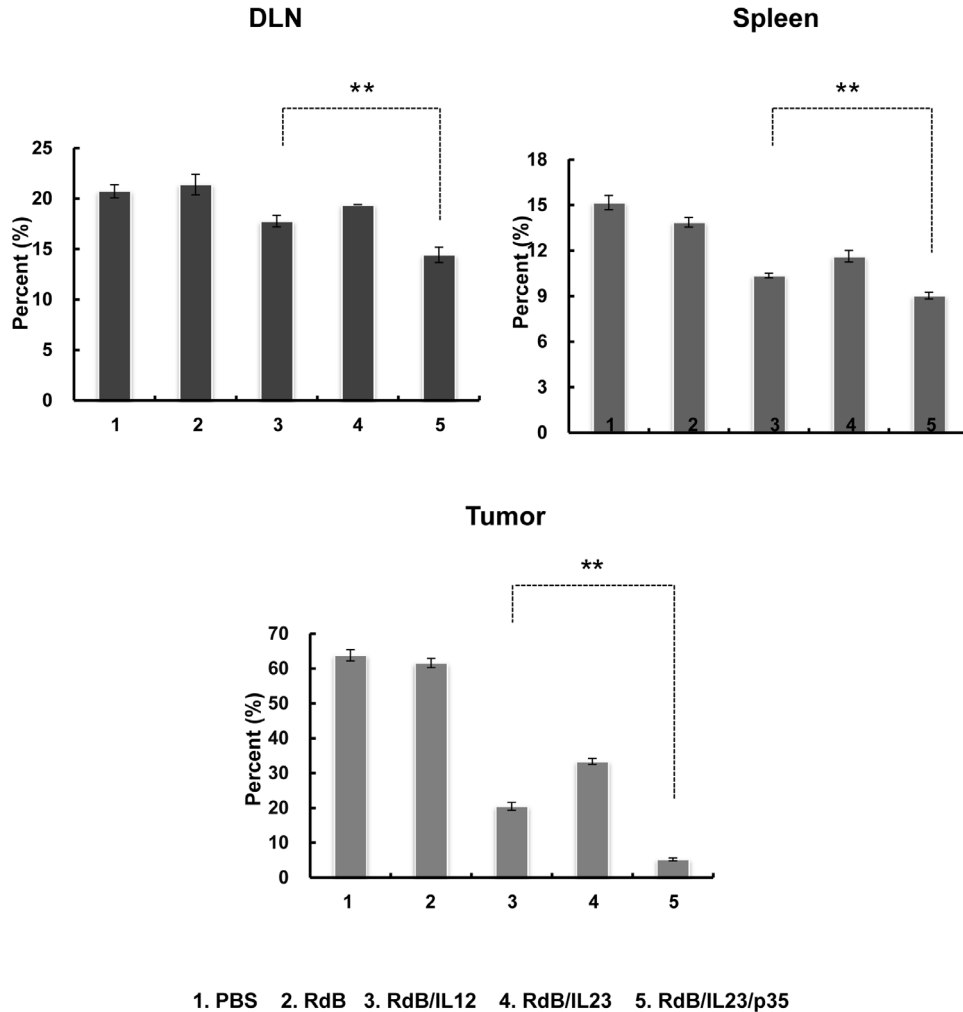 DLN
**
Percent (%)
25
20
15
10
5
0
1 2 3 4 5
Spleen
**
Percent (%)
18
15
12
9
6
3
0
1 2 3 4 5
Tumor
**
Percent (%)
70
60
50
40
30
20
10
0
1 2 3 4 5
1. PBS 2. RdB 3. RdB/IL12 4. RdB/IL23 5. RdB/IL23/p35